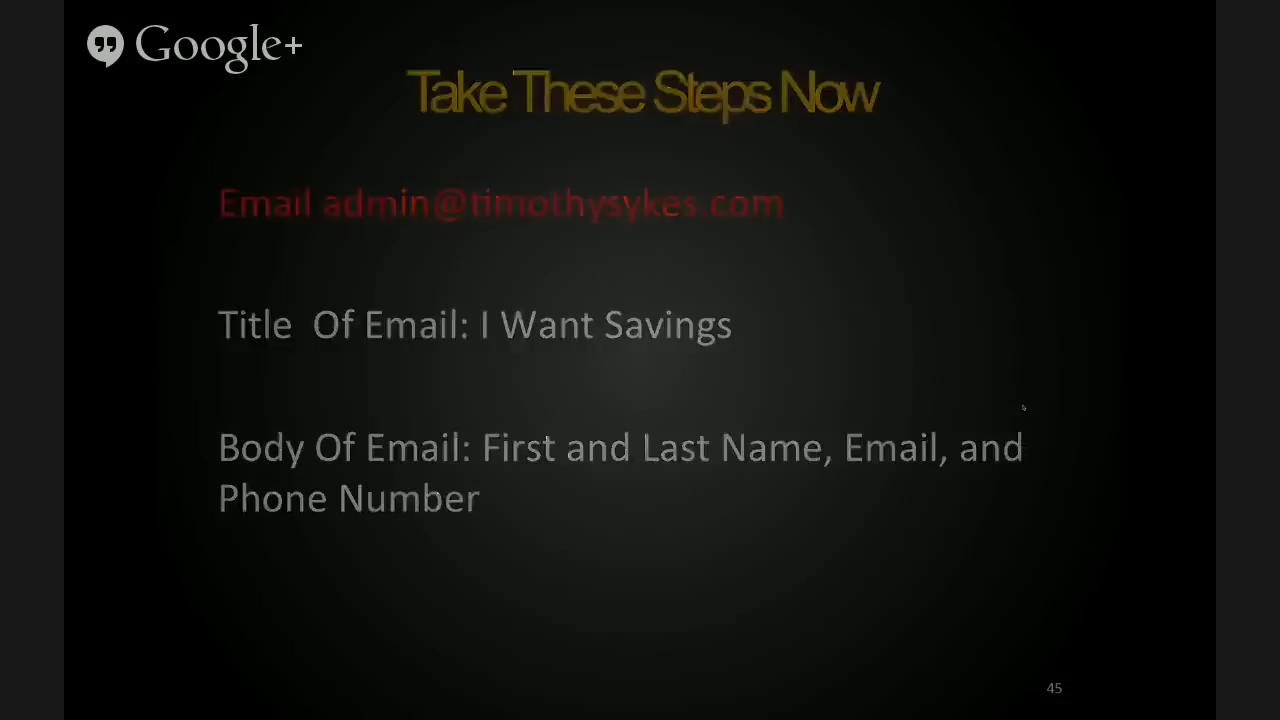 Google+
Take These Steps Now
Email admin@timothysykes.com
Title  Of Email: I Want Savings
Body Of Email: First and Last Name, Email, and
Phone Number
45